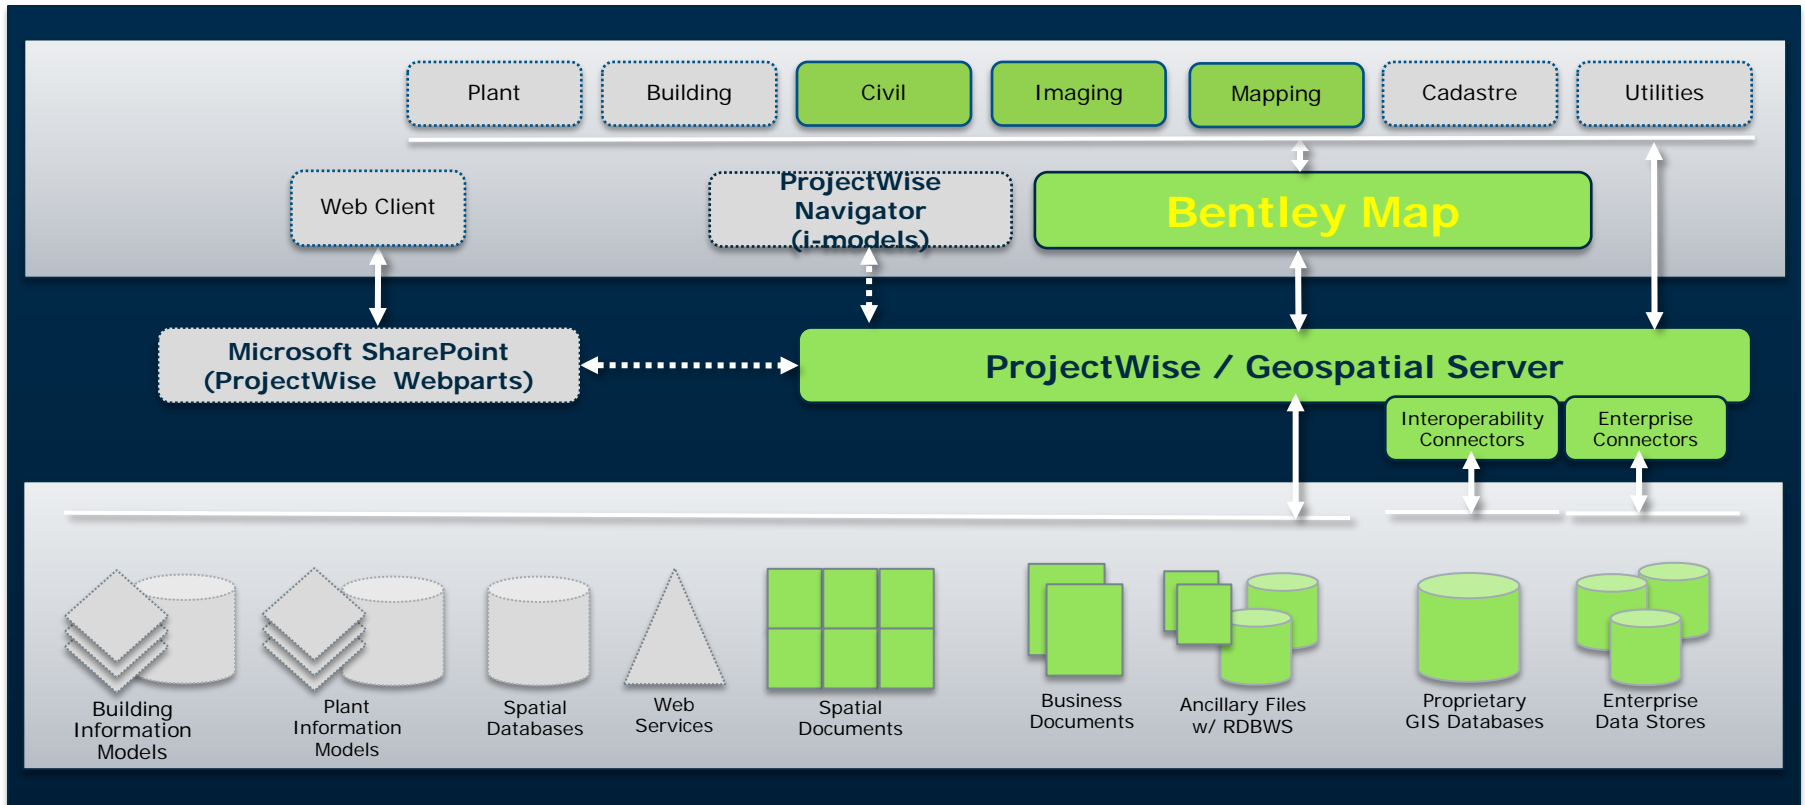 Plant
Building
Civil
Imaging
Mapping
Cadastre
Utilities
Web Client
ProjectWise
Navigator
(i-models)
Bentley Map
Microsoft SharePoint
(ProjectWise Webparts)
ProjectWise / Geospatial Server
Interoperability
Connectors
Enterprise
Connectors
Building
Information
Models
Plant
Information
Models
Spatial
Databases
Web
Services
Spatial
Documents
Business
Documents
Ancillary Files
w/ RDBWS
Proprietary
GIS Databases
Enterprise
Data Stores